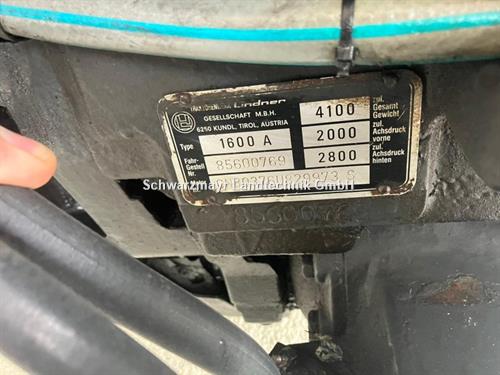 Lindner
GESELLSCHAFT M.B.H.
6250 KUNDL, TIROL, AUSTRIA
Type 1600 A
Fahr-Gestell Nr. 85600769
4100 zul. Gesamt Gewicht
2000 zul. Achsdruck vorne
2800 zul. Achsdruck hinten
Schwarzmayr Landtechnik GmbH